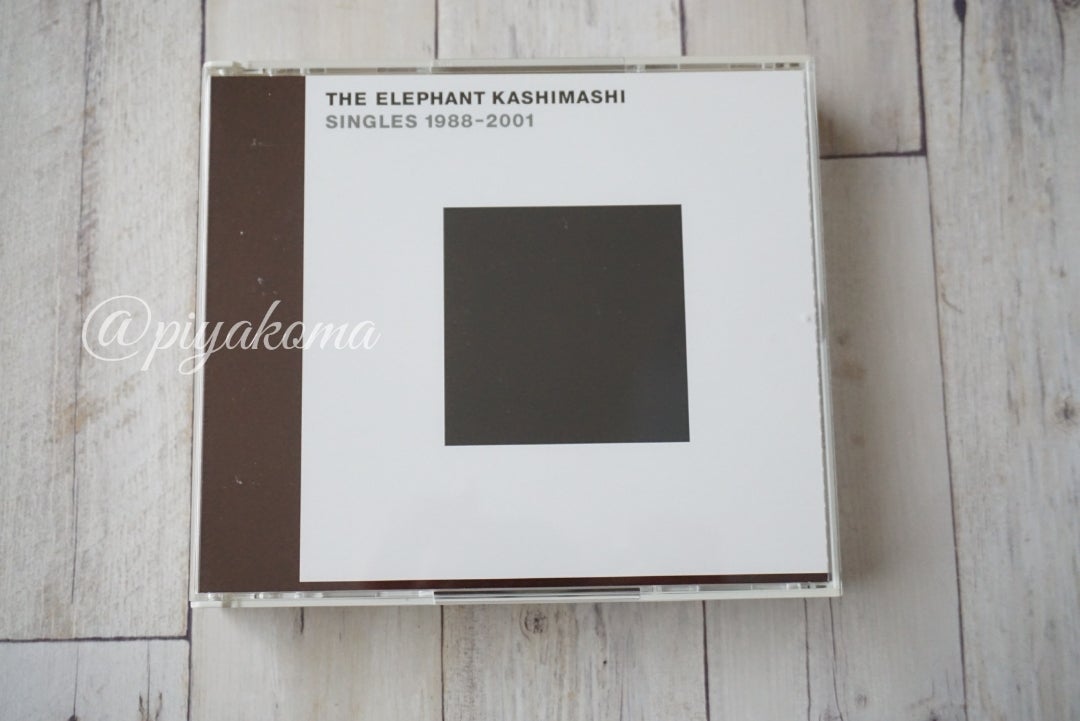 THE ELEPHANT KASHIMASHI
SINGLES 1988-2001
@piyakoma